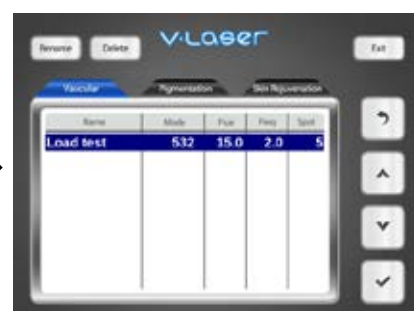 V-Laser
Rename Delete Exit
Vascular Pigmentation Skin Rejuvenation
Name Mode Flue Freq Spot
Load test 532 15.0 2.0 5